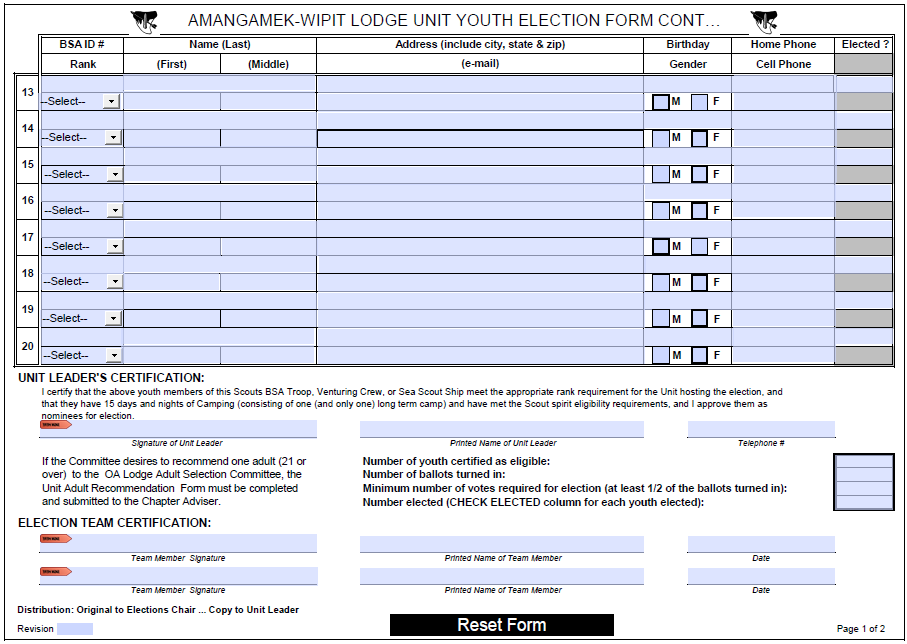 AMANGAMEK-WIPIT LODGE UNIT YOUTH ELECTION FORM CONT…
BSA ID # Name (Last) Address (include city, state & zip) Birthday Home Phone Elected ?
Rank (First) (Middle) (e-mail) Gender Cell Phone
13
--Select-- M F
14
--Select-- M F
15
--Select-- M F
16
--Select-- M F
17
--Select-- M F
18
--Select-- M F
19
--Select-- M F
20
--Select-- M F
UNIT LEADER'S CERTIFICATION:
I certify that the above youth members of this Scouts BSA Troop, Venturing Crew, or Sea Scout Ship meet the appropriate rank requirement for the Unit hosting the election, and
that they have 15 days and nights of Camping (consisting of one (and only one) long term camp) and have met the Scout spirit eligibility requirements, and I approve them as
nominees for election.
Signature of Unit Leader Printed Name of Unit Leader Telephone #
If the Committee desires to recommend one adult (21 or
over) to the OA Lodge Adult Selection Committee, the
Unit Adult Recommendation Form must be completed
and submitted to the Chapter Adviser.
Number of youth certified as eligible:
Number of ballots turned in:
Minimum number of votes required for election (at least 1/2 of the ballots turned in):
Number elected (CHECK ELECTED column for each youth elected):
ELECTION TEAM CERTIFICATION:
Team Member Signature Printed Name of Team Member Date
Team Member Signature Printed Name of Team Member Date
Distribution: Original to Elections Chair ... Copy to Unit Leader
Revision Reset Form Page 1 of 2